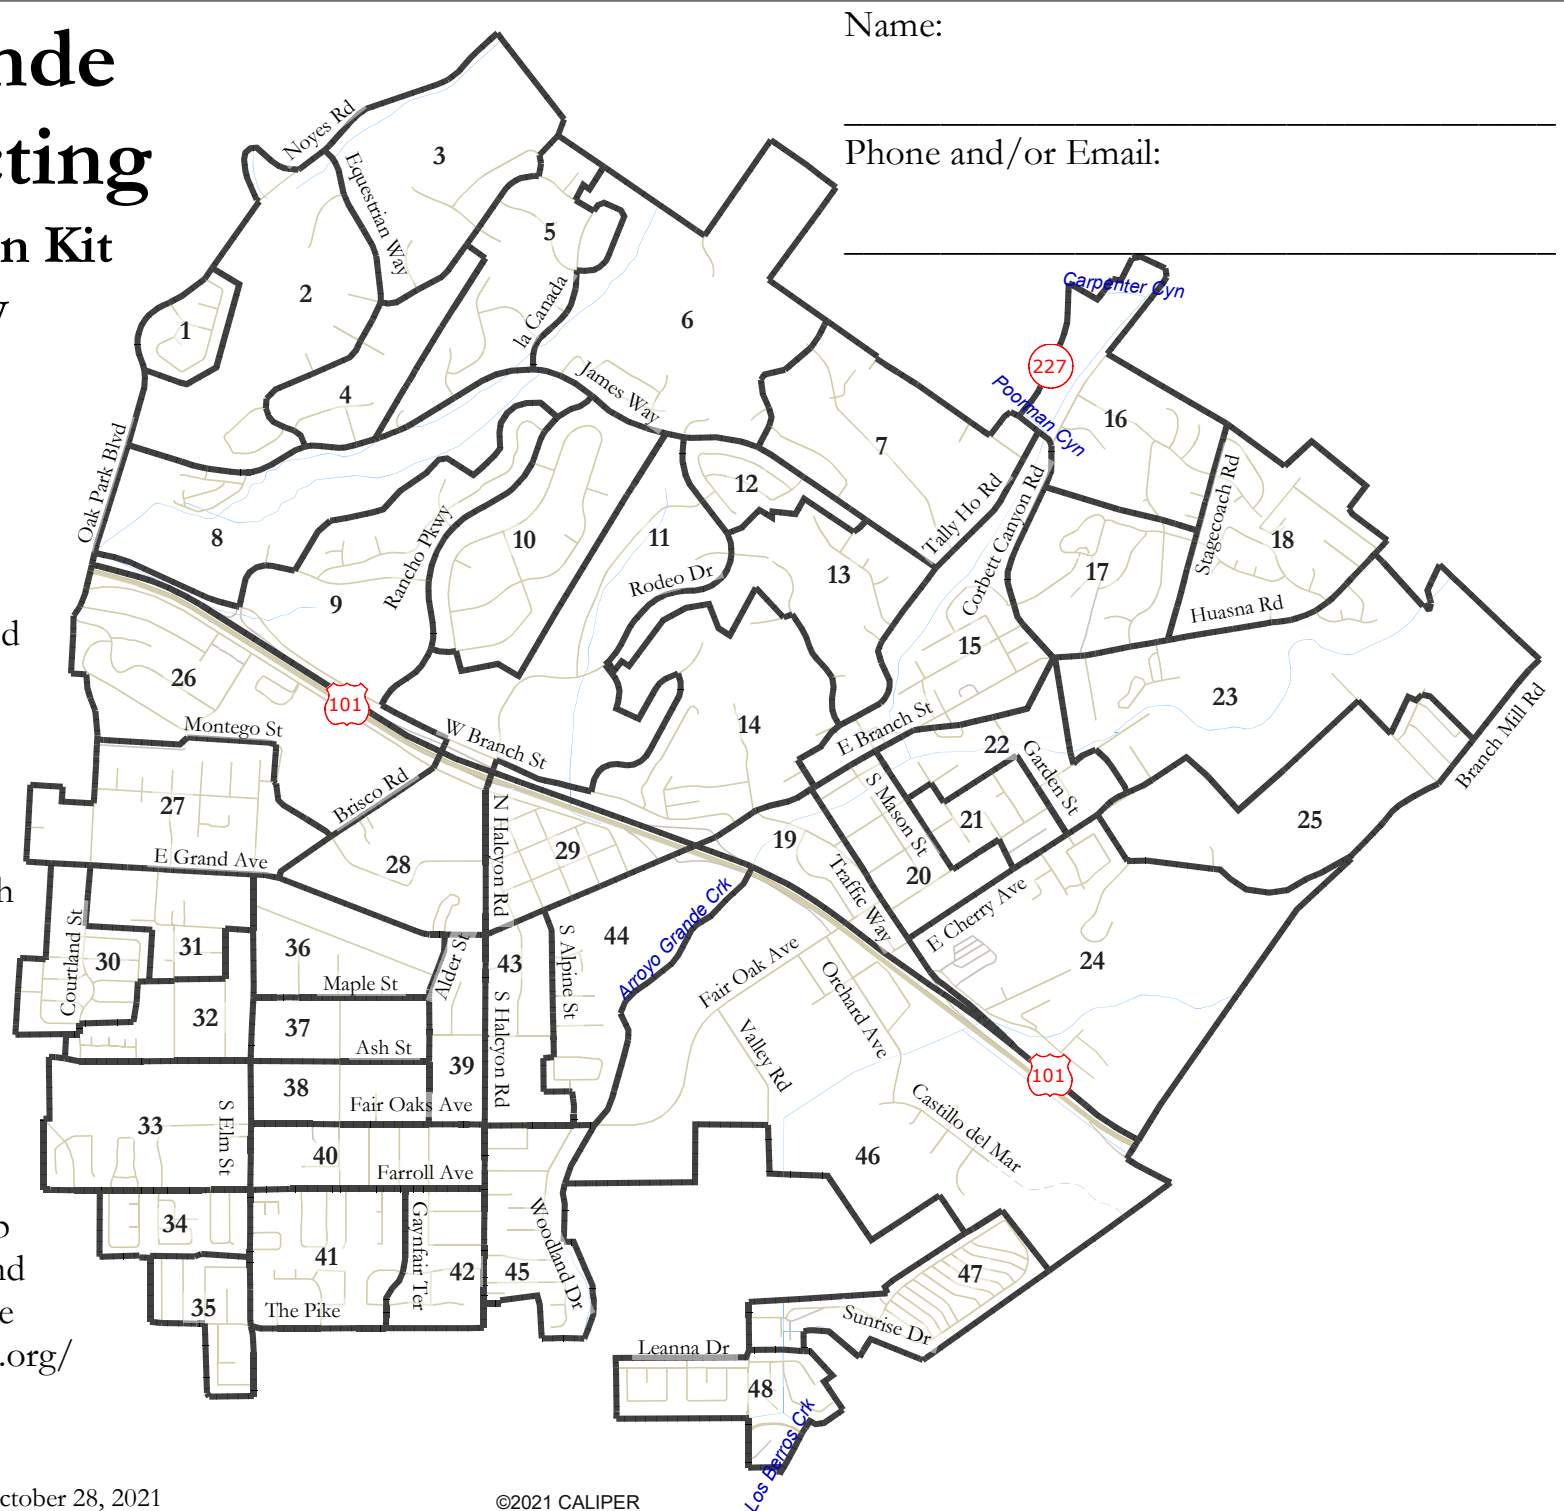 nde
cting
n Kit
y
d
h
p
nd
e
.org/
ctober 28, 2021
©2021 CALIPER
Name:
Phone and/or Email:
Noyes Rd
Equestrian Way
3
5
2
1
la Canada
6
4
James Way
Oak Park Blvd
Carpenter Cyn
227
Poorman Cyn
16
7
12
Tally Ho Rd
Corbett Canyon Rd
Stagecoach Rd
18
8
Rancho Pkwy
10
11
Rodeo Dr
13
17
9
Huasna Rd
15
26
101
23
Montego St
W Branch St
14
E Branch St
22
Garden St
Branch Mill Rd
Brisco Rd
27
N Halcyon Rd
S Mason St
21
25
E Grand Ave
28
29
19
20
Traffic Way
E Cherry Ave
Arroyo Grande Crk
Courtland St
30
31
36
Alder St
43
S Alpine St
44
24
Fair Oak Ave
Orchard Ave
Maple St
32
37
S Halcyon Rd
Valley Rd
Ash St
39
38
101
Fair Oaks Ave
33
S Elm St
40
Farroll Ave
Castillo del Mar
46
34
Gaynfair Ter
Woodland Dr
41
42
45
47
35
The Pike
Sunrise Dr
Leanna Dr
48
Los Berros Crk